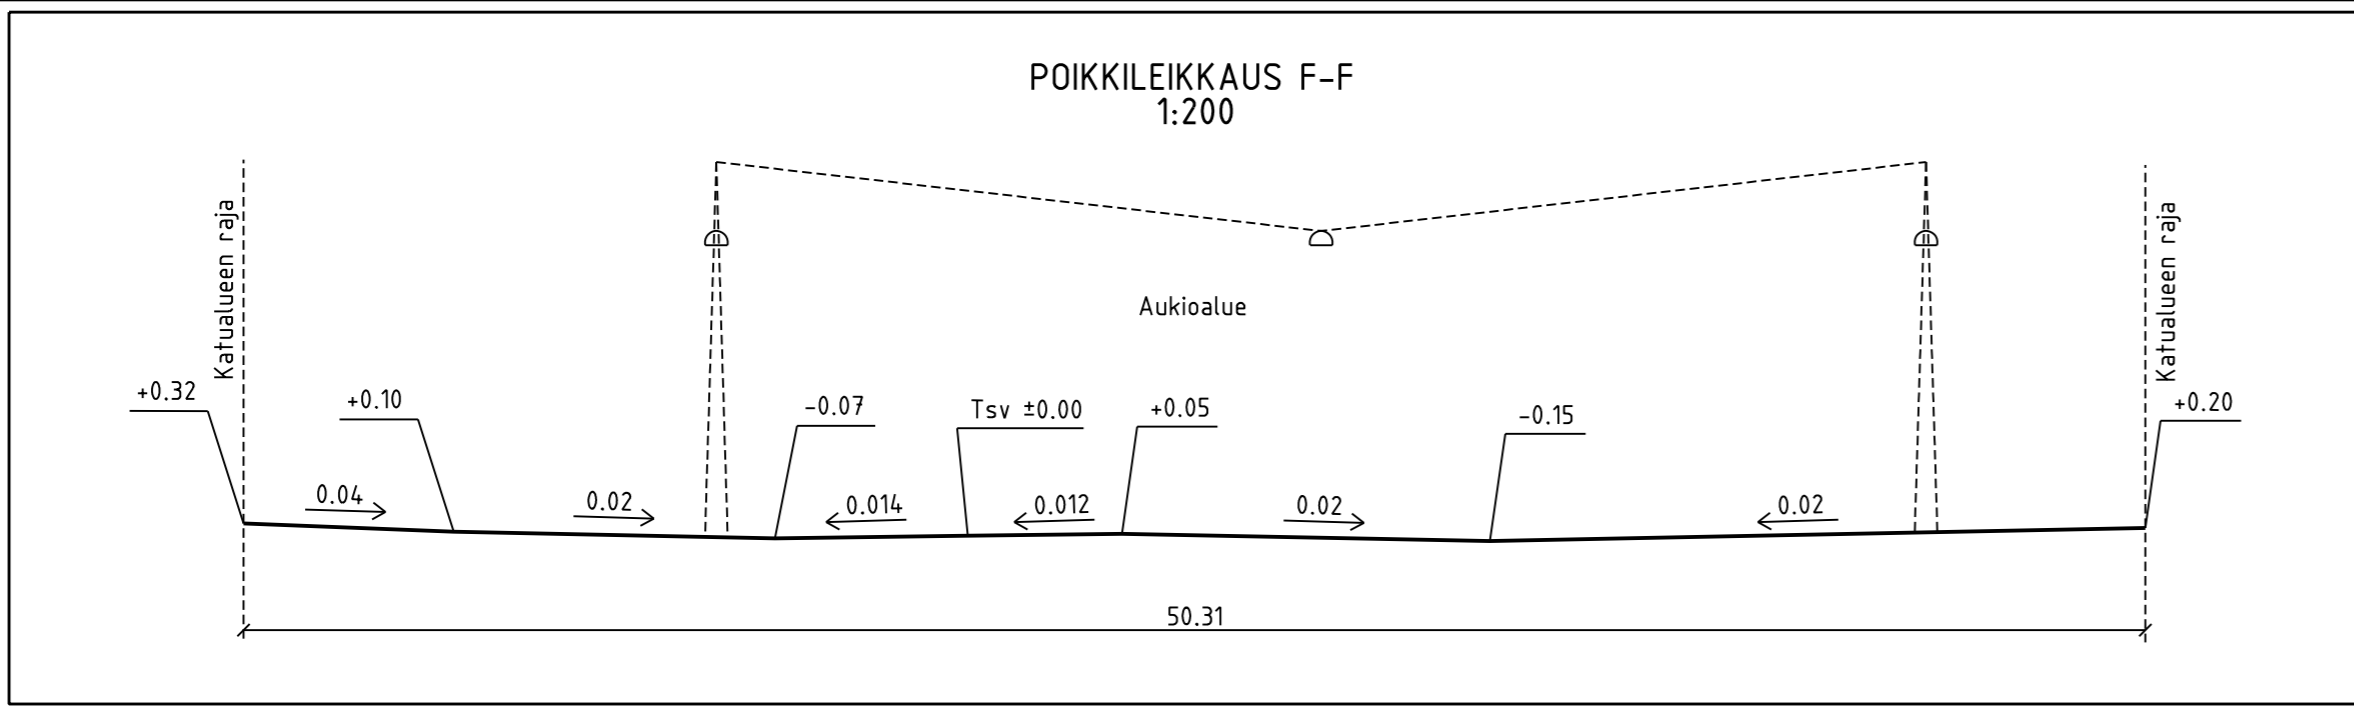 POIKKILEIKKAUS F-F
1:200
Katualueen raja
Katualueen raja
Aukioalue
+0.32
+0.10
-0.07
Tsv ±0.00
+0.05
-0.15
+0.20
0.04
0.02
0.014
0.012
0.02
0.02
50.31